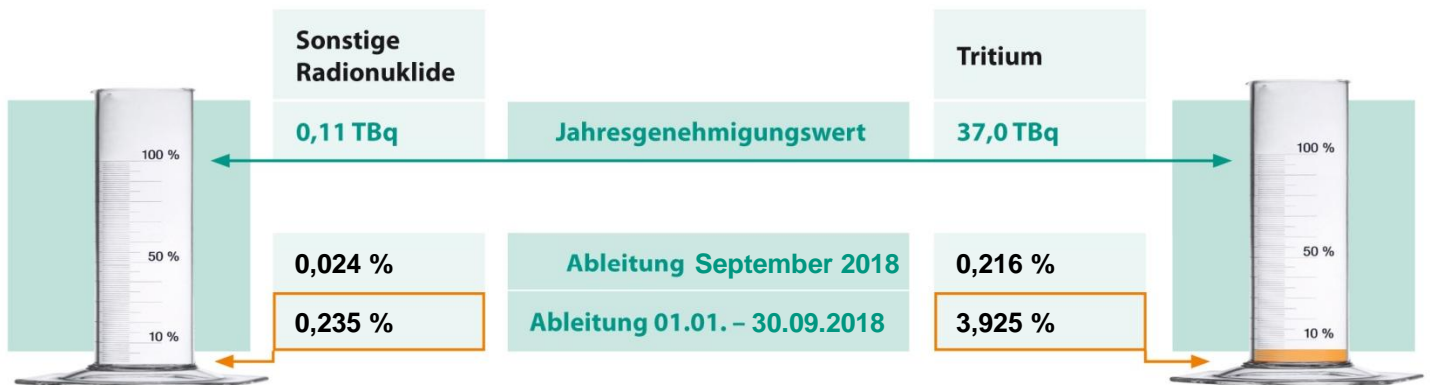 Sonstige
Radionuklide
Tritium
0,11 TBq
Jahresgenehmigungswert
37,0 TBq
100 %
100 %
50 %
0,024 %
Ableitung September 2018
0,216 %
50 %
0,235 %
Ableitung 01.01. – 30.09.2018
3,925 %
10 %
10 %